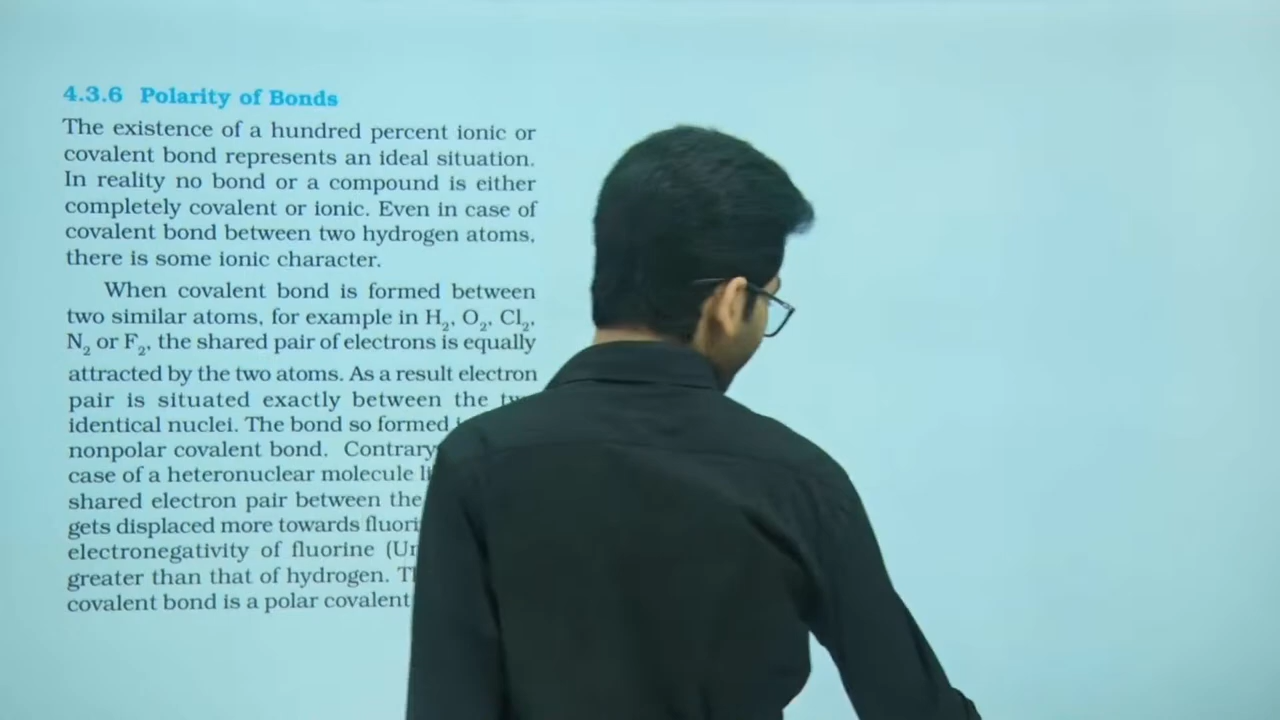 4.3.6 Polarity of Bonds
The existence of a hundred percent ionic or
covalent bond represents an ideal situation.
In reality no bond or a compound is either
completely covalent or ionic. Even in case of
covalent bond between two hydrogen atoms,
there is some ionic character.
When covalent bond is formed between
two similar atoms, for example in H₂, O₂, Cl₂,
N₂ or F₂, the shared pair of electrons is equally
attracted by the two atoms. As a result electron
pair is situated exactly between the
identical nuclei. The bond so formed
nonpolar covalent bond. Contrary
case of a heteronuclear molecule
shared electron pair between the
gets displaced more towards
electronegativity of fluorine
greater than that of hydrogen.
covalent bond is a polar covalent